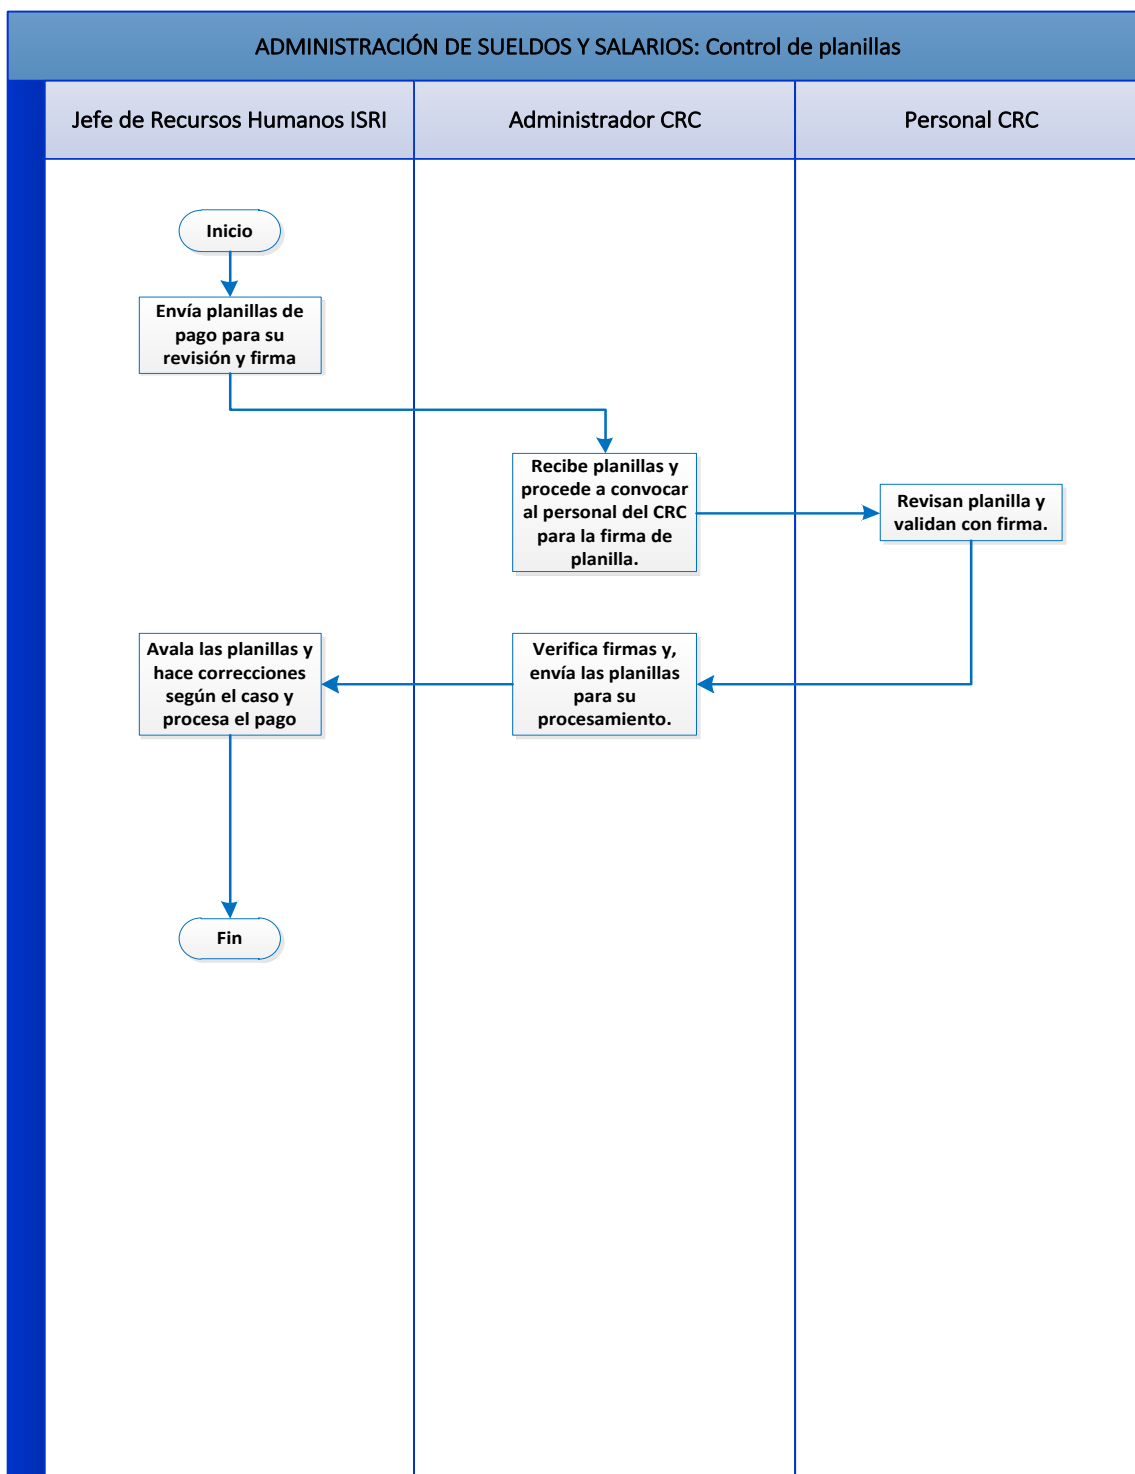 ADMINISTRACIÓN DE SUELDOS Y SALARIOS: Control de planillas
Jefe de Recursos Humanos ISRI
Administrador CRC
Personal CRC
Inicio
Envía planillas de
pago para su
revisión y firma
Recibe planillas y
procede a convocar
al personal del CRC
para la firma de
planilla.
Revisan planilla y
validan con firma.
Verifica firmas y,
envía las planillas
para su
procesamiento.
Avala las planillas y
hace correcciones
según el caso y
procesa el pago
Fin